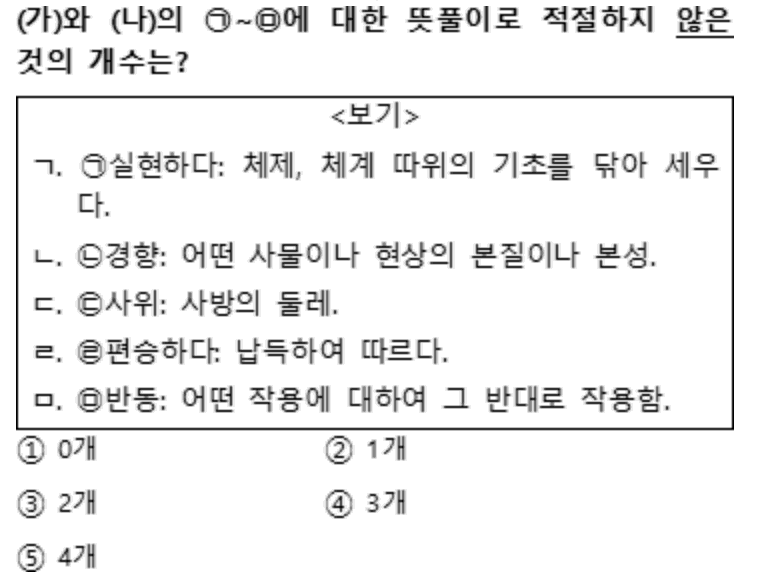 (가)와 (나)의 ㉠~㉤에 대한 뜻풀이로 적절하지 않은
것의 개수는?
<보기>
ㄱ. ㉠실현하다: 체제, 체계 따위의 기초를 닦아 세우
다.
ㄴ. ㉡경향: 어떤 사물이나 현상의 본질이나 본성.
ㄷ. ㉢사위: 사방의 둘레.
ㄹ. ㉣편승하다: 납득하여 따르다.
ㅁ. ㉤반동: 어떤 작용에 대하여 그 반대로 작용함.
① 0개 ② 1개
③ 2개 ④ 3개
⑤ 4개